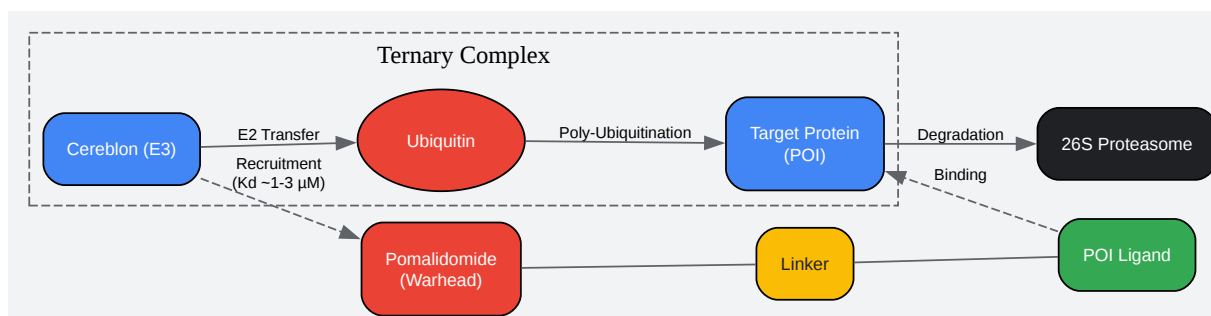 Ternary Complex
Cereblon (E3)
E2 Transfer
Ubiquitin
Poly-Ubiquitination
Target Protein
(POI)
Degradation
26S Proteasome
Recruitment
(Kd ~1-3 µM)
Binding
Pomalidomide
(Warhead)
Linker
POI Ligand